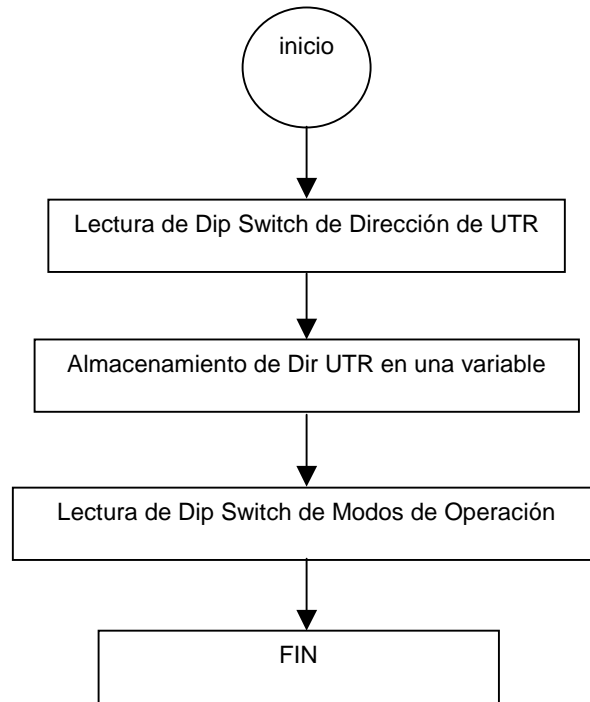 inicio
Lectura de Dip Switch de Dirección de UTR
Almacenamiento de Dir UTR en una variable
Lectura de Dip Switch de Modos de Operación
FIN